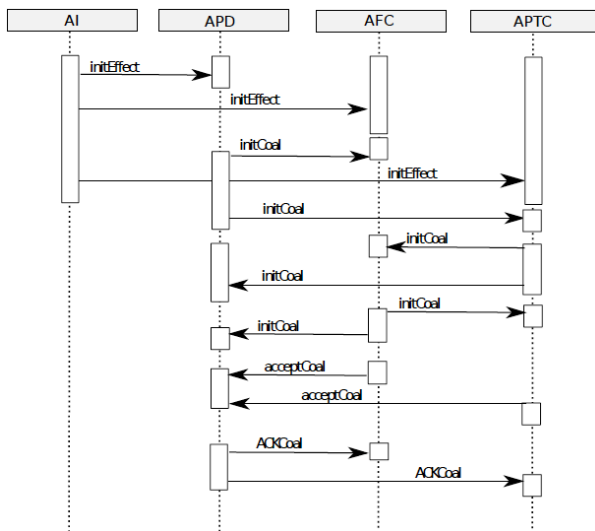 AI
APD
AFC
APTC
initEffect
initEffect
initCoal
initEffect
initCoal
initCoal
initCoal
initCoal
initCoal
acceptCoal
acceptCoal
ACKCoal
ACKCoal